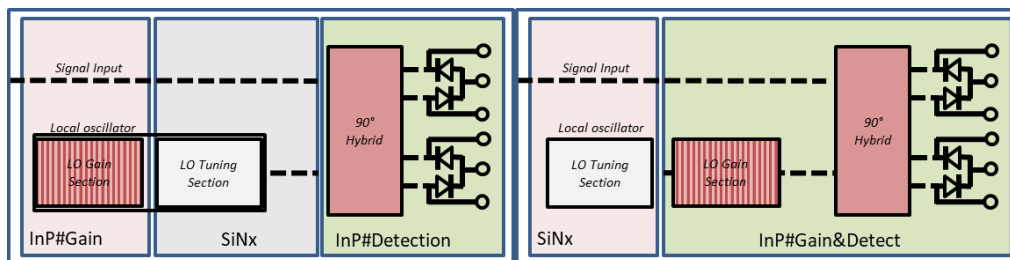 Signal Input
Local oscillator
LO Gain
Section
LO Tuning
Section
90°
Hybrid
InP#Gain
SiNx
InP#Detection
Signal Input
Local oscillator
LO Tuning
Section
LO Gain
Section
90°
Hybrid
SiNx
InP#Gain&Detect